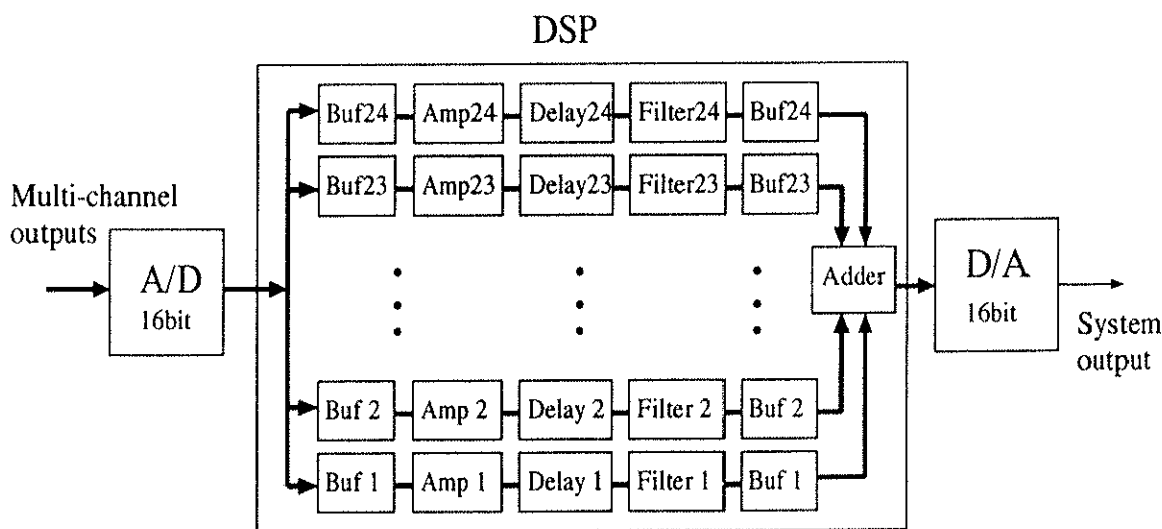 DSP
Buf24 Amp24 Delay24 Filter24 Buf24
Buf23 Amp23 Delay23 Filter23 Buf23
Multi-channel
outputs
A/D
16bit
Adder
D/A
16bit
System
output
Buf 2 Amp 2 Delay 2 Filter 2 Buf 2
Buf 1 Amp 1 Delay 1 Filter 1 Buf 1